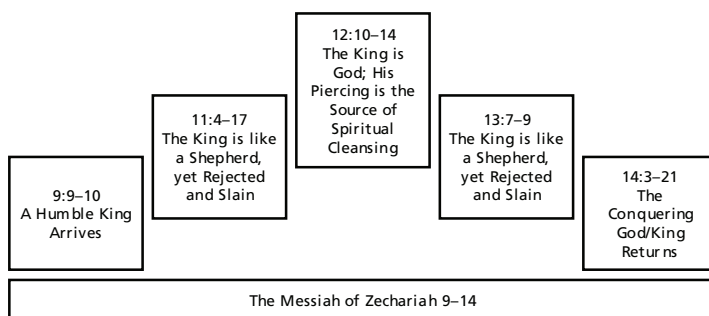 9:9–10
A Humble King
Arrives
11:4–17
The King is like
a Shepherd,
yet Rejected
and Slain
12:10–14
The King is
God; His
Piercing is the
Source of
Spiritual
Cleansing
13:7–9
The King is like
a Shepherd,
yet Rejected
and Slain
14:3–21
The
Conquering
God/King
Returns
The Messiah of Zechariah 9–14